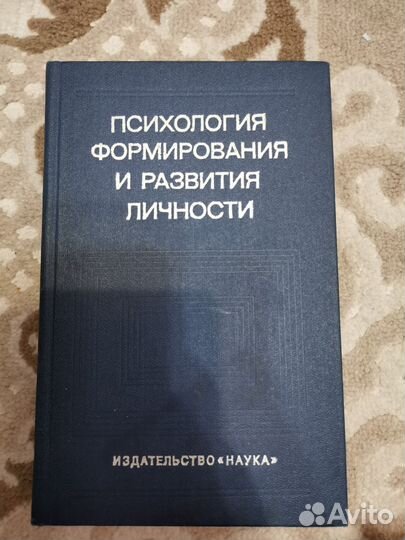 ПСИХОЛОГИЯ
ФОРМИРОВАНИЯ
И РАЗВИТИЯ
ЛИЧНОСТИ
ИЗДАТЕЛЬСТВО «НАУКА»
Avito